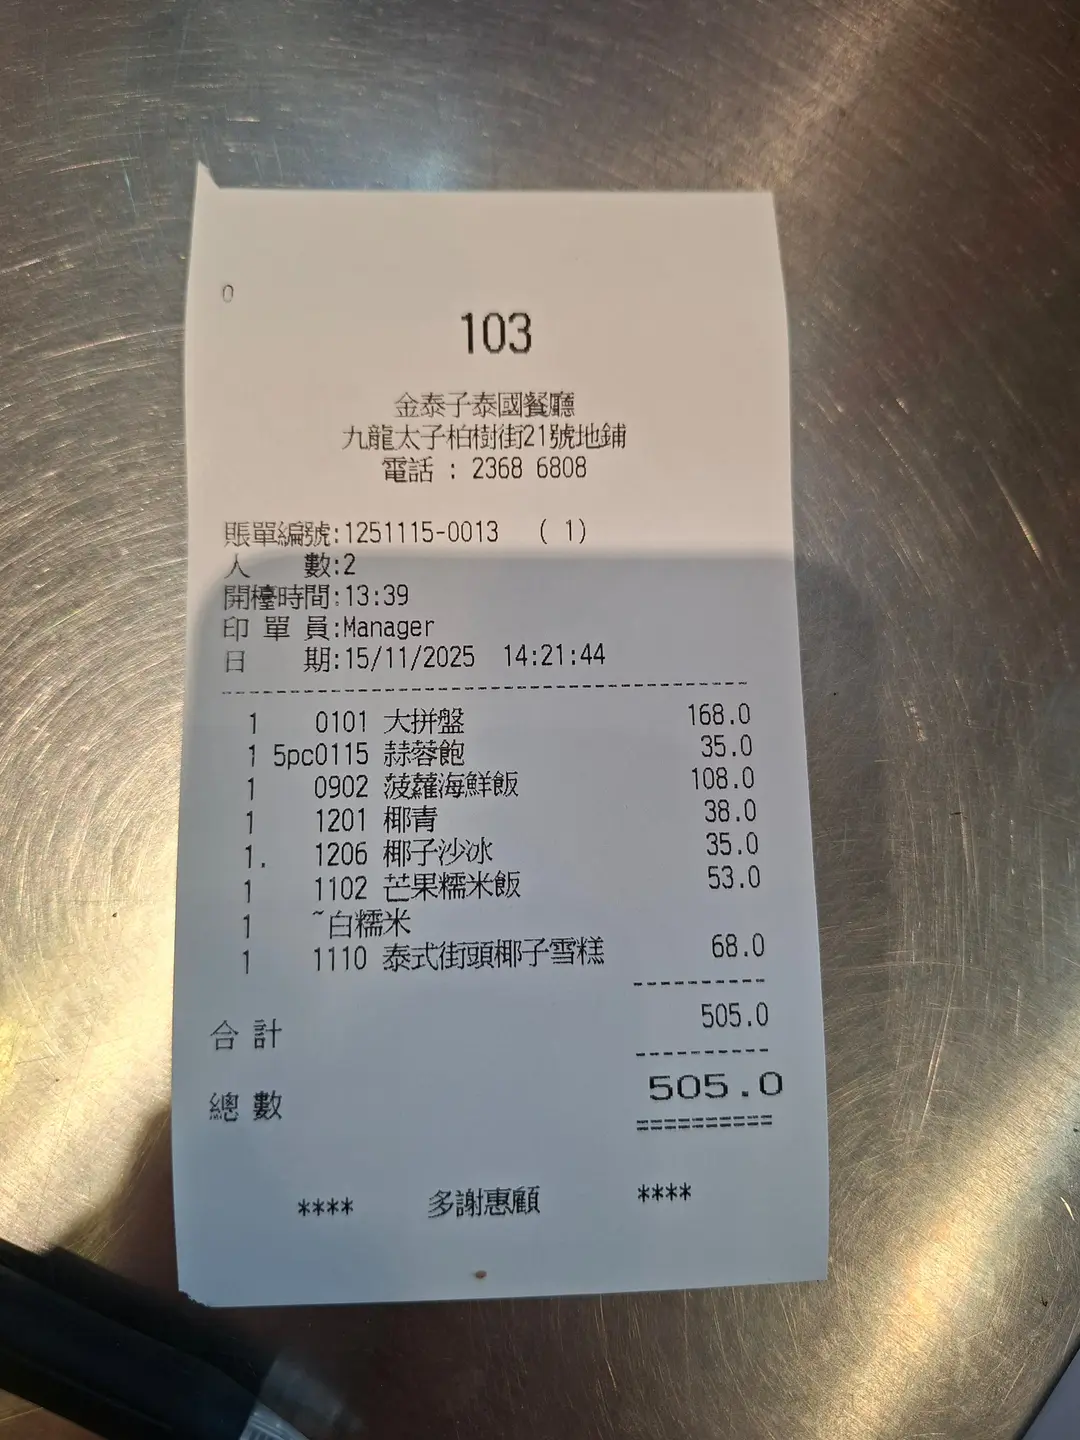 0
103
金泰子泰國餐廳
九龍太子柏樹街21號地鋪
電話 : 2368 6808
賬單編號:1251115-0013 ( 1)
人 數:2
開檯時間:13:39
印 單 員:Manager
日 期:15/11/2025 14:21:44
1 0101 大拼盤 168.0
1 5pc0115 蒜蓉飽 35.0
1 0902 菠蘿海鮮飯 108.0
1 1201 椰青 38.0
1. 1206 椰子沙冰 35.0
1 1102 芒果糯米飯 53.0
1 ~白糯米
1 1110 泰式街頭椰子雪糕 68.0
合 計 505.0
總 數 505.0
**** 多謝惠顧 ****